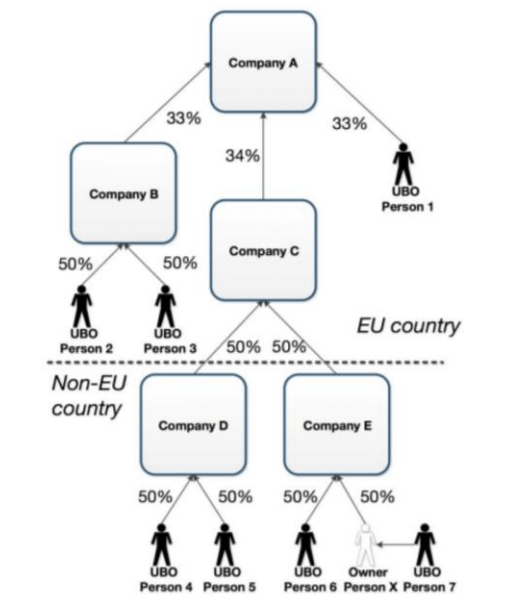 Company A
33%
33%
34%
Company B
UBO
Person 1
Company C
50%
50%
UBO
Person 2
UBO
Person 3
EU country
50%
50%
Non-EU
country
Company D
Company E
50%
50%
50%
50%
UBO
Person 4
UBO
Person 5
UBO
Person 6
Owner
Person X
UBO
Person 7